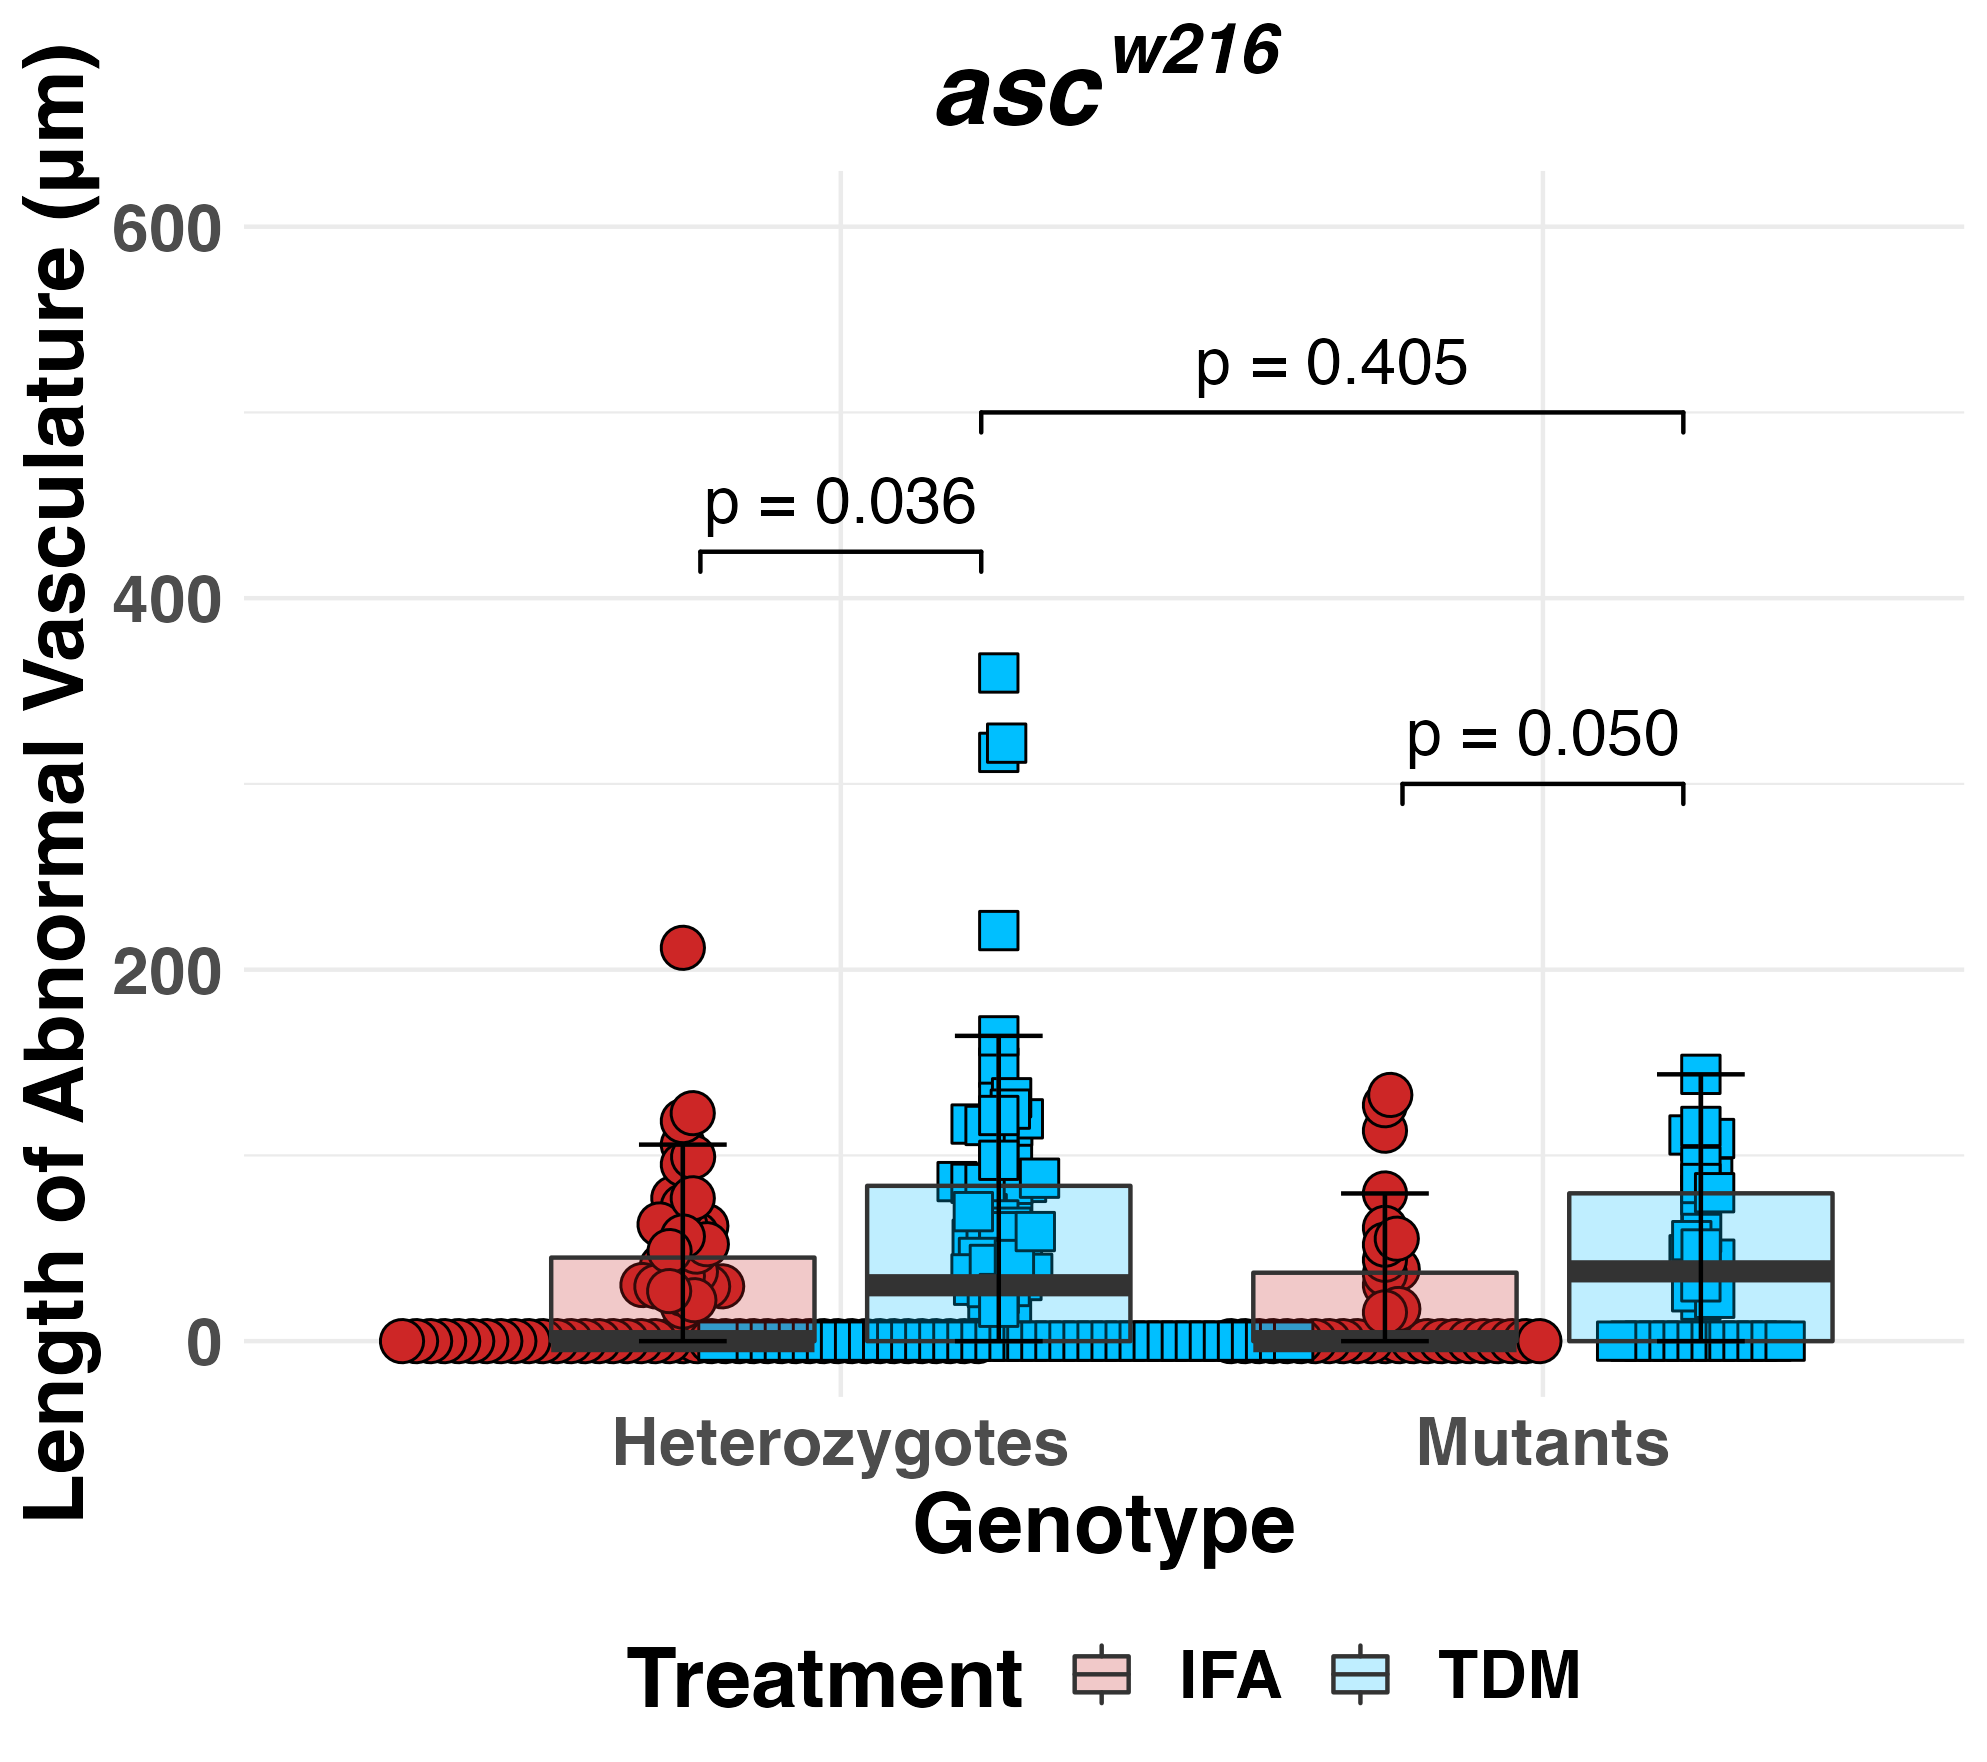 asc w216
Length of Abnormal Vasculature (µm)
600
400
200
0
p = 0.405
p = 0.036
p = 0.050
Heterozygotes
Mutants
Genotype
Treatment IFA TDM